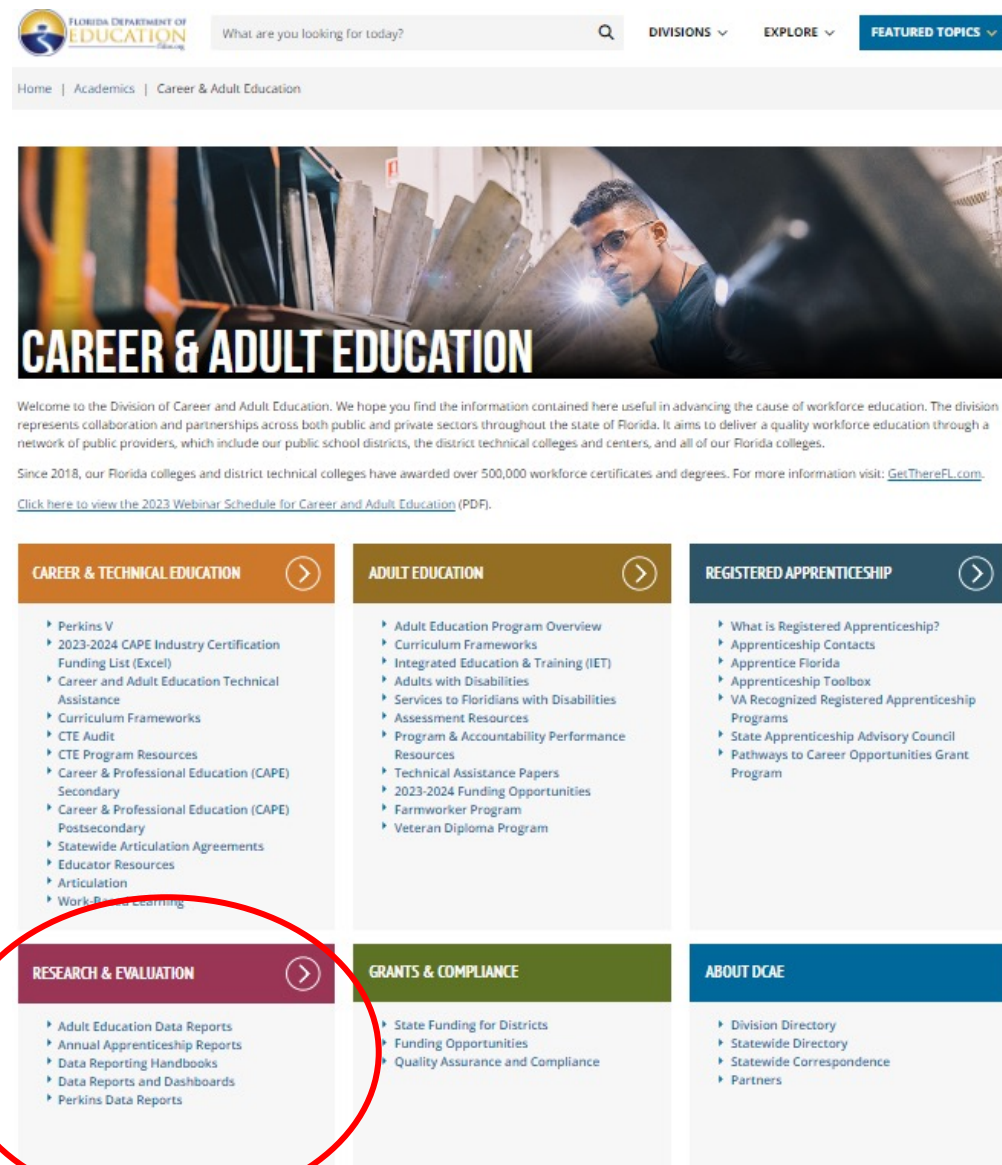 FLORIDA DEPARTMENT OF
EDUCATION
fldoe.org
What are you looking for today?
DIVISIONS
EXPLORE
FEATURED TOPICS
Home | Academics | Career & Adult Education
CAREER & ADULT EDUCATION
Welcome to the Division of Career and Adult Education. We hope you find the information contained here useful in advancing the cause of workforce education. The division
represents collaboration and partnerships across both public and private sectors throughout the state of Florida. It aims to deliver a quality workforce education through a
network of public providers, which include our public school districts, the district technical colleges and centers, and all of our Florida colleges.
Since 2018, our Florida colleges and district technical colleges have awarded over 500,000 workforce certificates and degrees. For more information visit: GetThereFL.com.
Click here to view the 2023 Webinar Schedule for Career and Adult Education (PDF).
CAREER & TECHNICAL EDUCATION
Perkins V
2023-2024 CAPE Industry Certification
Funding List (Excel)
Career and Adult Education Technical
Assistance
Curriculum Frameworks
CTE Audit
CTE Program Resources
Career & Professional Education (CAPE)
Secondary
Career & Professional Education (CAPE)
Postsecondary
Statewide Articulation Agreements
Educator Resources
Articulation
Work-Based Learning
ADULT EDUCATION
Adult Education Program Overview
Curriculum Frameworks
Integrated Education & Training (IET)
Adults with Disabilities
Services to Floridians with Disabilities
Assessment Resources
Program & Accountability Performance
Resources
Technical Assistance Papers
2023-2024 Funding Opportunities
Farmworker Program
Veteran Diploma Program
REGISTERED APPRENTICESHIP
What is Registered Apprenticeship?
Apprenticeship Contacts
Apprentice Florida
Apprenticeship Toolbox
VA Recognized Registered Apprenticeship
Programs
State Apprenticeship Advisory Council
Pathways to Career Opportunities Grant
Program
RESEARCH & EVALUATION
Adult Education Data Reports
Annual Apprenticeship Reports
Data Reporting Handbooks
Data Reports and Dashboards
Perkins Data Reports
GRANTS & COMPLIANCE
State Funding for Districts
Funding Opportunities
Quality Assurance and Compliance
ABOUT DCAE
Division Directory
Statewide Directory
Statewide Correspondence
Partners